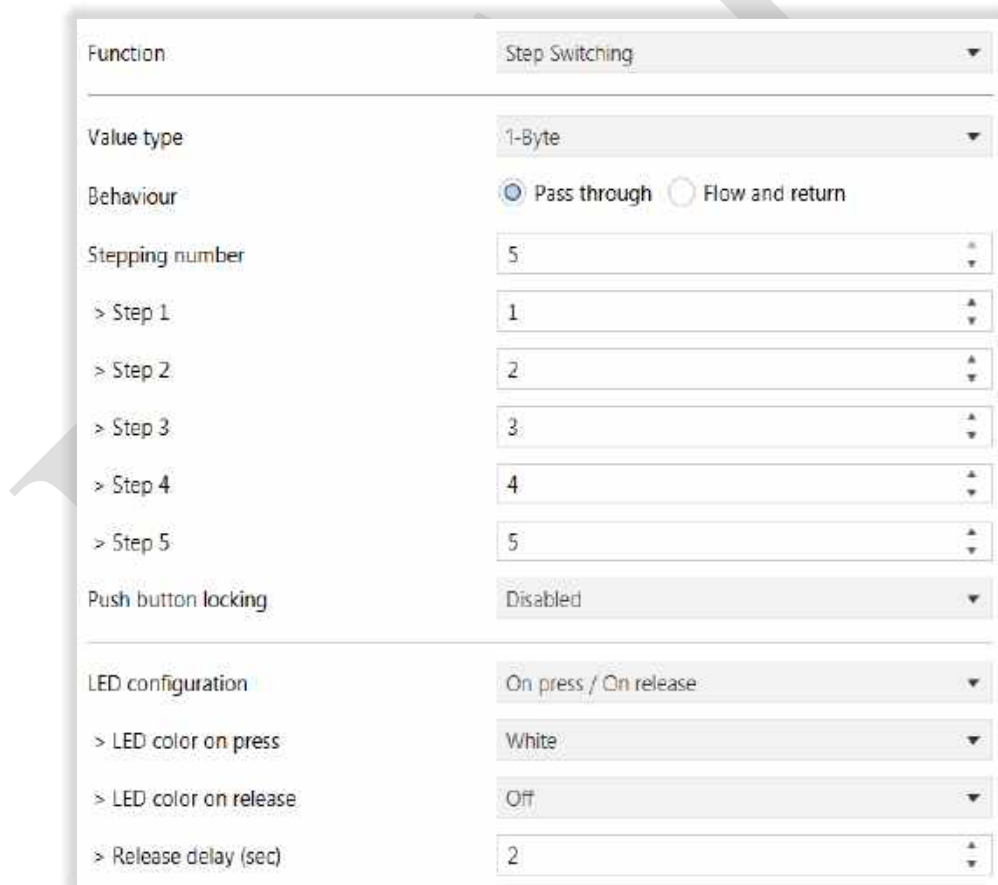 Function Step Switching
Value type 1-Byte
Behaviour Pass through Flow and return
Stepping number 5
> Step 1 1
> Step 2 2
> Step 3 3
> Step 4 4
> Step 5 5
Push button locking Disabled
LED configuration On press / On release
> LED color on press White
> LED color on release Off
> Release delay (sec) 2